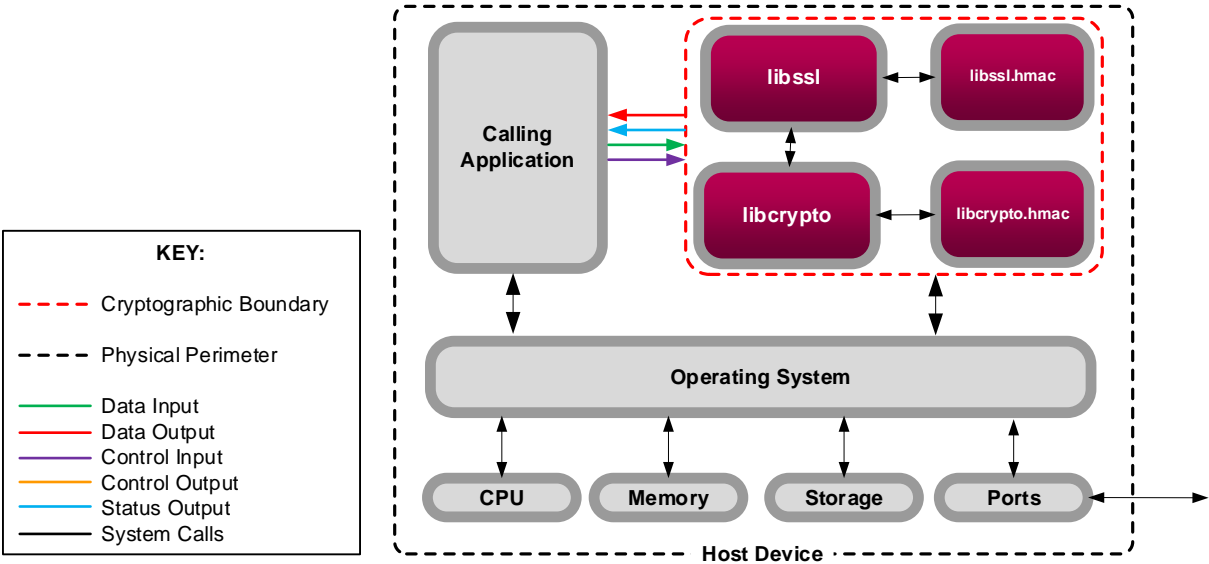 Calling
Application
libssl
libssl.hmac
libcrypto
libcrypto.hmac
KEY:
Cryptographic Boundary
Physical Perimeter
Data Input
Data Output
Control Input
Control Output
Status Output
System Calls
Operating System
CPU
Memory
Storage
Ports
Host Device